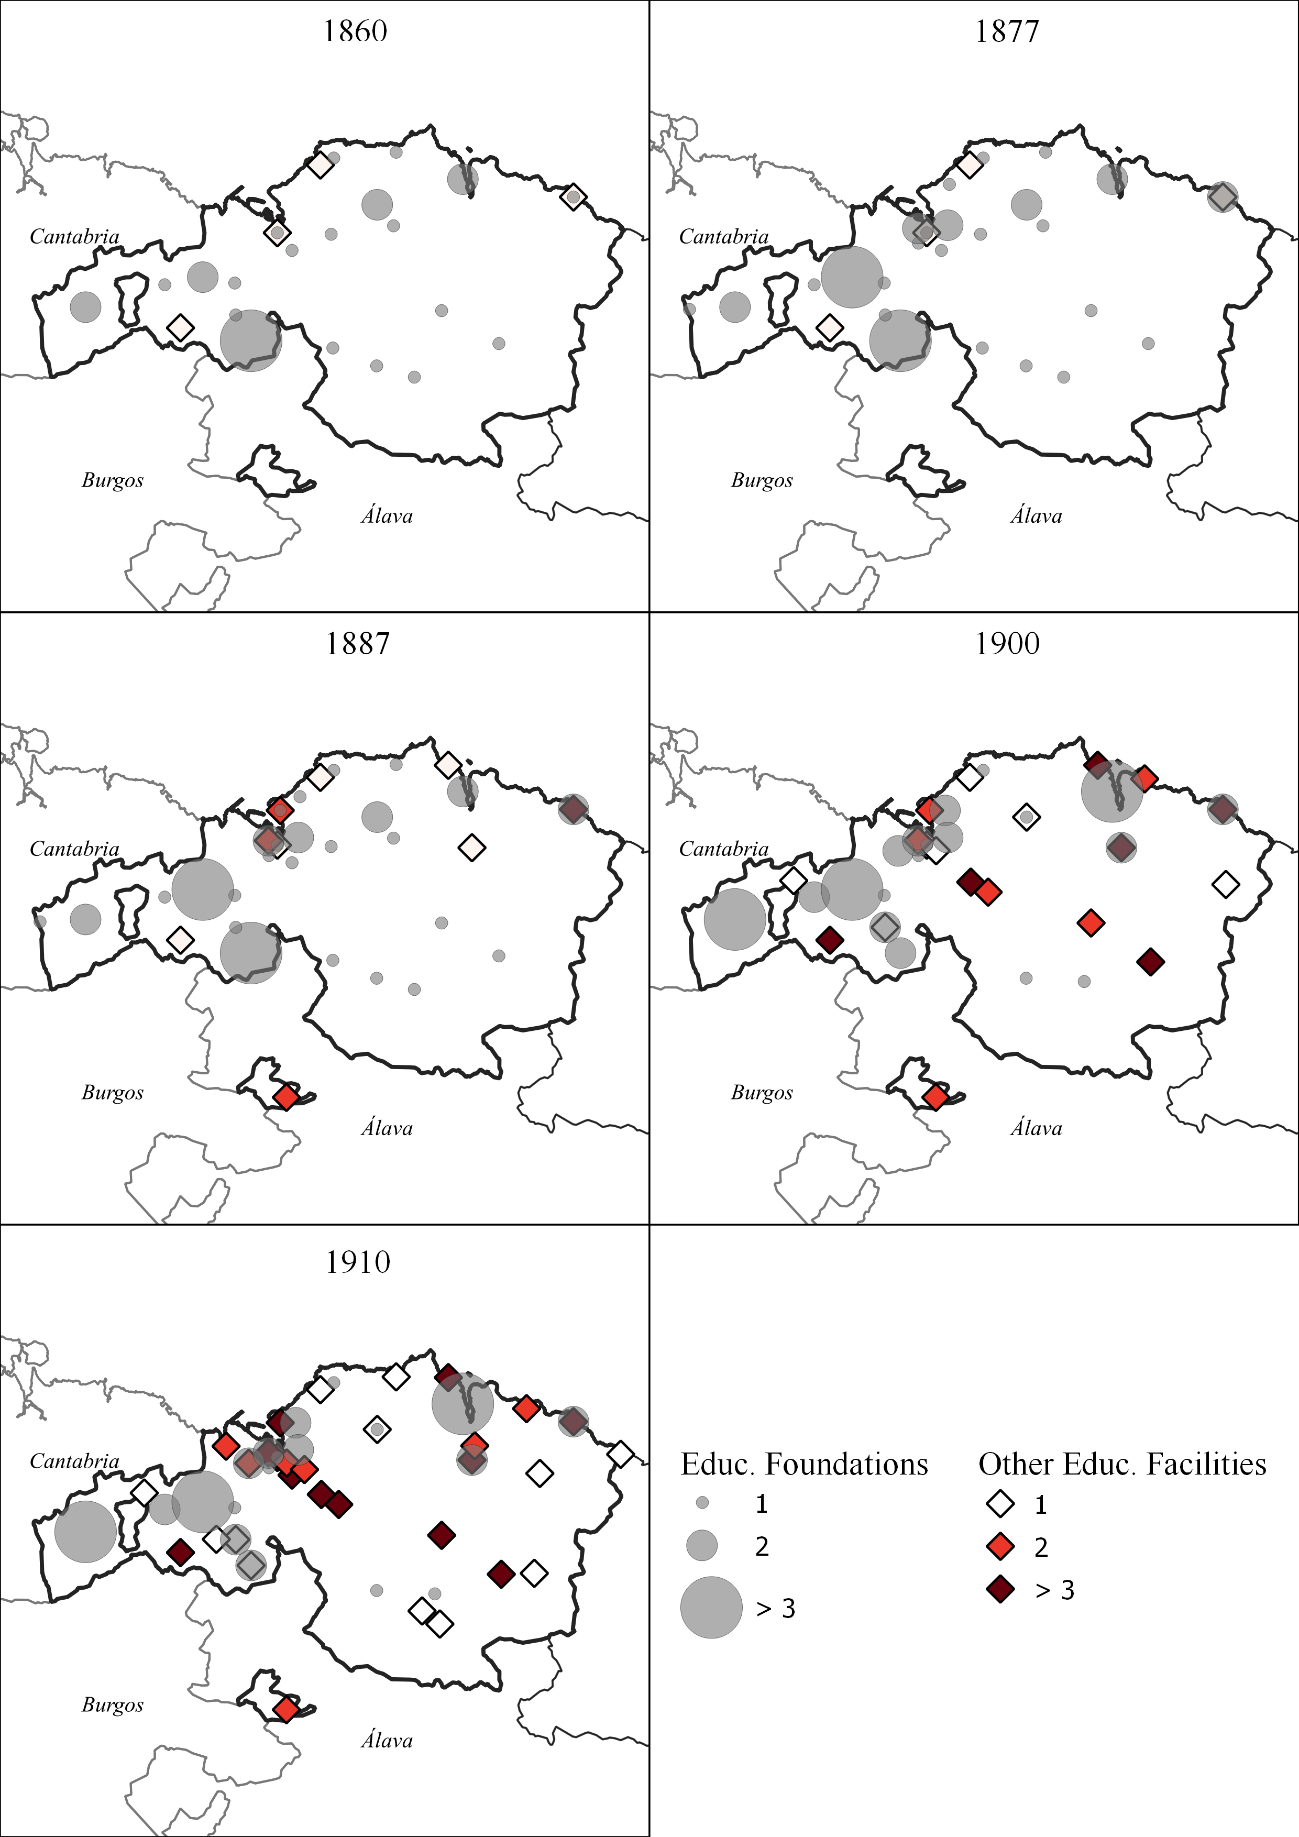 1860
Cantabria
Burgos
Álava
1877
Cantabria
Burgos
Álava
1887
Cantabria
Burgos
Álava
1900
Cantabria
Burgos
Álava
1910
Cantabria
Burgos
Álava
Educ. Foundations
1
2
> 3
Other Educ. Facilities
1
2
> 3